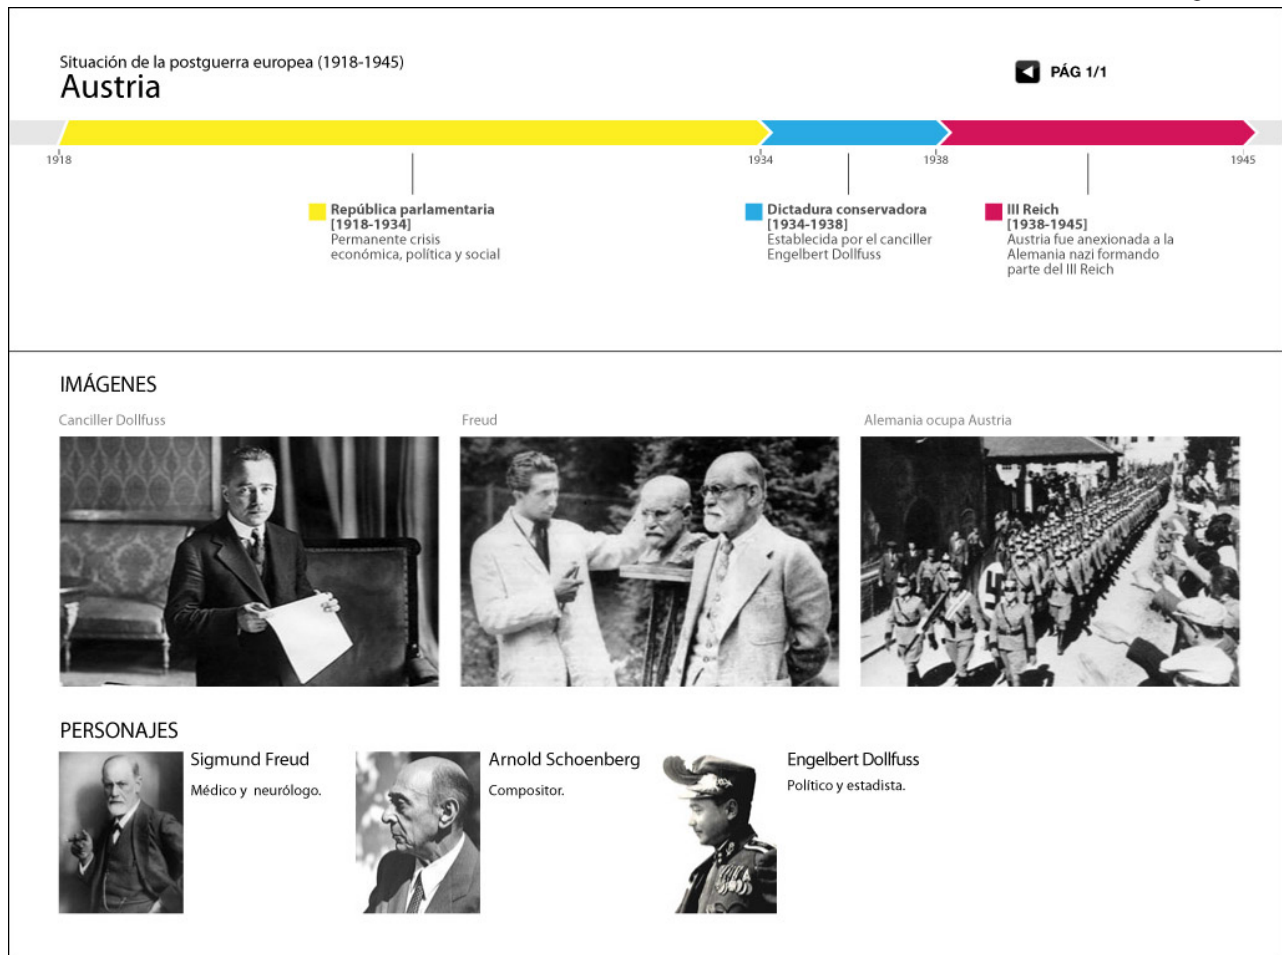 Situación de la postguerra europea (1918-1945)
Austria
PÁG 1/1
1918
1934
1938
1945
República parlamentaria
[1918-1934]
Permanente crisis
económica, política y social
Dictadura conservadora
[1934-1938]
Establecida por el canciller
Engelbert Dollfuss
III Reich
[1938-1945]
Austria fue anexionada a la
Alemania nazi formando
parte del III Reich
IMÁGENES
Canciller Dollfuss
Freud
Alemania ocupa Austria
PERSONAJES
Sigmund Freud
Médico y neurólogo.
Arnold Schoenberg
Compositor.
Engelbert Dollfuss
Político y estadista.